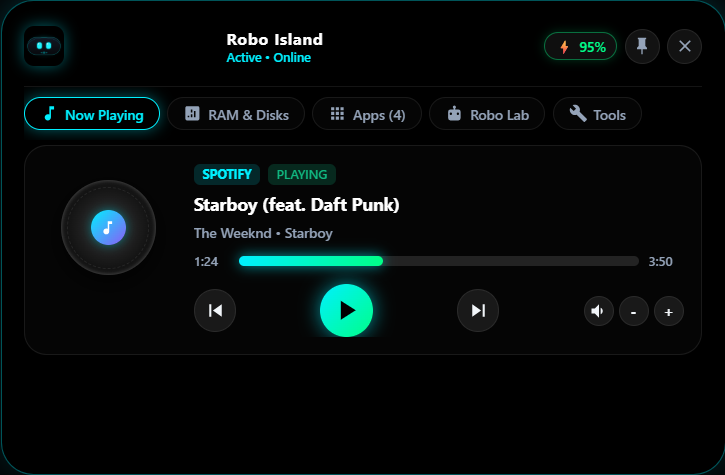 Robo Island
Active • Online
95%
Now Playing
RAM & Disks
Apps (4)
Robo Lab
Tools
SPOTIFY PLAYING
Starboy (feat. Daft Punk)
The Weeknd • Starboy
1:24 3:50
- +